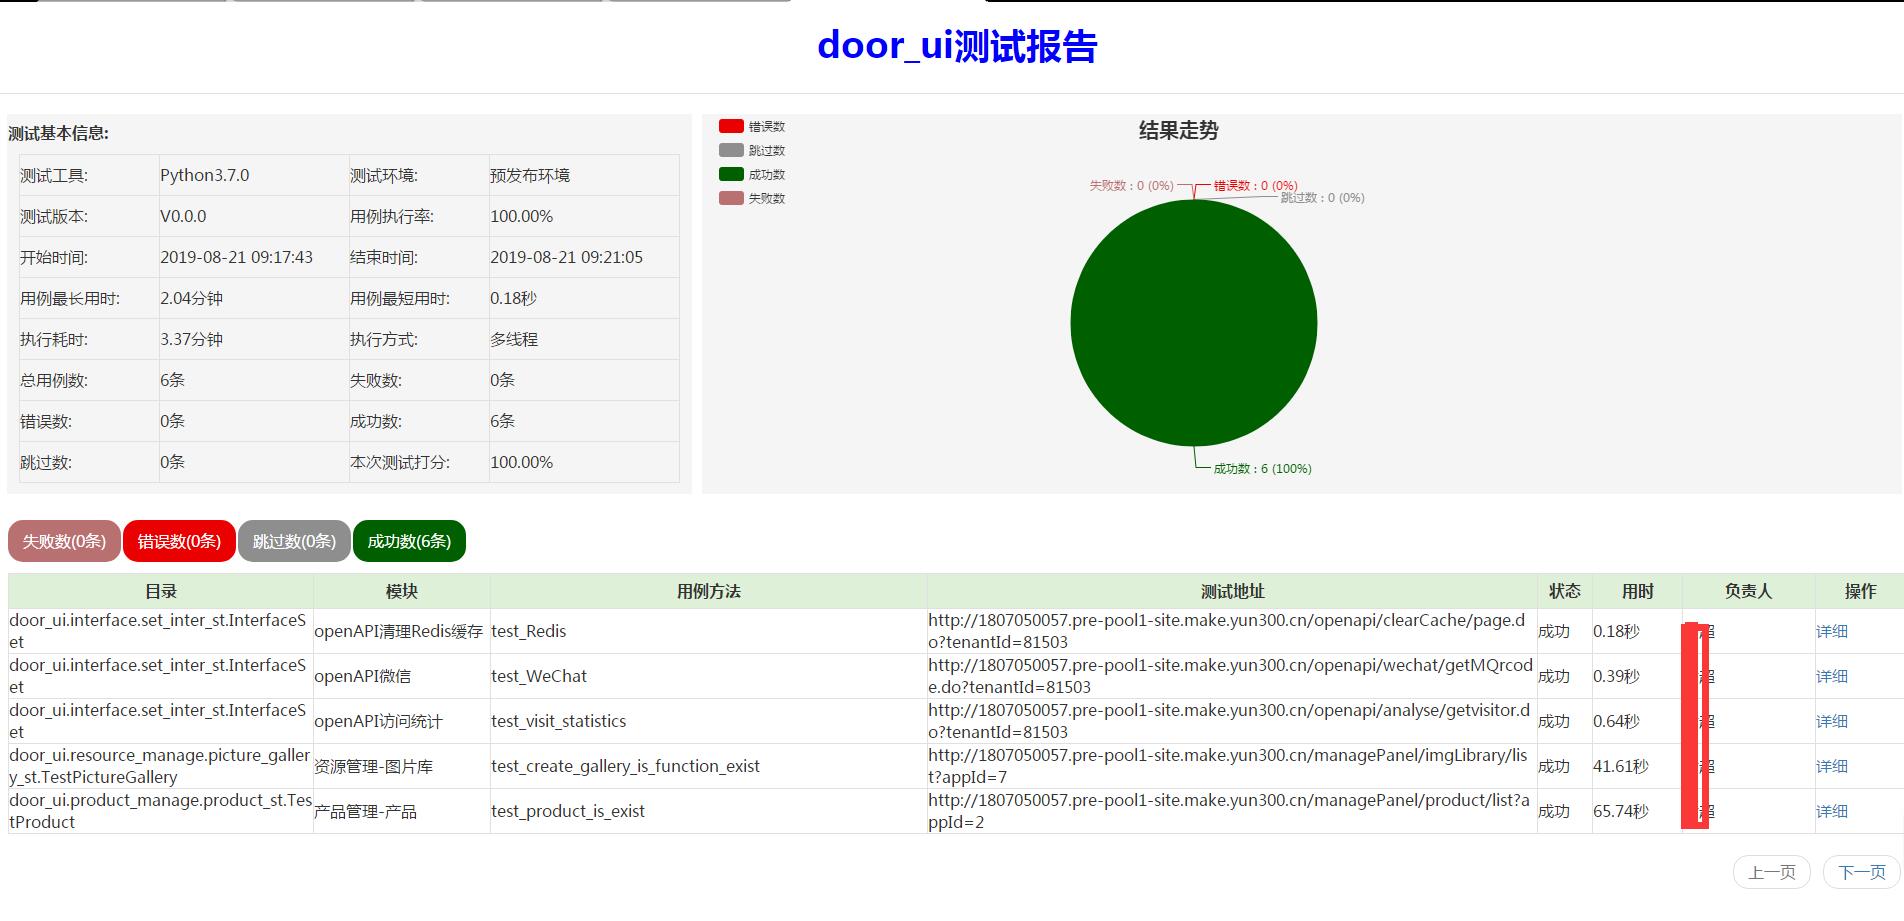 door_ui测试报告
测试基本信息:
测试工具: Python3.7.0 测试环境: 预发布环境
测试版本: V0.0.0 用例执行率: 100.00%
开始时间: 2019-08-21 09:17:43 结束时间: 2019-08-21 09:21:05
用例最长用时: 2.04分钟 用例最短用时: 0.18秒
执行耗时: 3.37分钟 执行方式: 多线程
总用例数: 6条 失败数: 0条
错误数: 0条 成功数: 6条
跳过数: 0条 本次测试打分: 100.00%
错误数
跳过数
成功数
失败数
结果走势
失败数 : 0 (0%)
错误数 : 0 (0%)
跳过数 : 0 (0%)
成功数 : 6 (100%)
失败数(0条) 错误数(0条) 跳过数(0条) 成功数(6条)
目录 模块 用例方法 测试地址 状态 用时 负责人 操作
door_ui.interface.set_inter_st.InterfaceS
et
openAPI清理Redis缓存 test_Redis
http://1807050057.pre-pool1-site.make.yun300.cn/openapi/clearCache/page.d
o?tenantId=81503
成功 0.18秒 超 详细
door_ui.interface.set_inter_st.InterfaceS
et
openAPI微信 test_WeChat
http://1807050057.pre-pool1-site.make.yun300.cn/openapi/wechat/getMQrcod
e.do?tenantId=81503
成功 0.39秒 超 详细
door_ui.interface.set_inter_st.InterfaceS
et
openAPI访问统计 test_visit_statistics
http://1807050057.pre-pool1-site.make.yun300.cn/openapi/analyse/getvisitor.d
o?tenantId=81503
成功 0.64秒 超 详细
door_ui.resource_manage.picture_galler
y_st.TestPictureGallery
资源管理-图片库 test_create_gallery_is_function_exist
http://1807050057.pre-pool1-site.make.yun300.cn/managePanel/imgLibrary/lis
t?appId=7
成功 41.61秒 超 详细
door_ui.product_manage.product_st.Tes
tProduct
产品管理-产品 test_product_is_exist
http://1807050057.pre-pool1-site.make.yun300.cn/managePanel/product/list?a
ppId=2
成功 65.74秒 超 详细
上一页 下一页